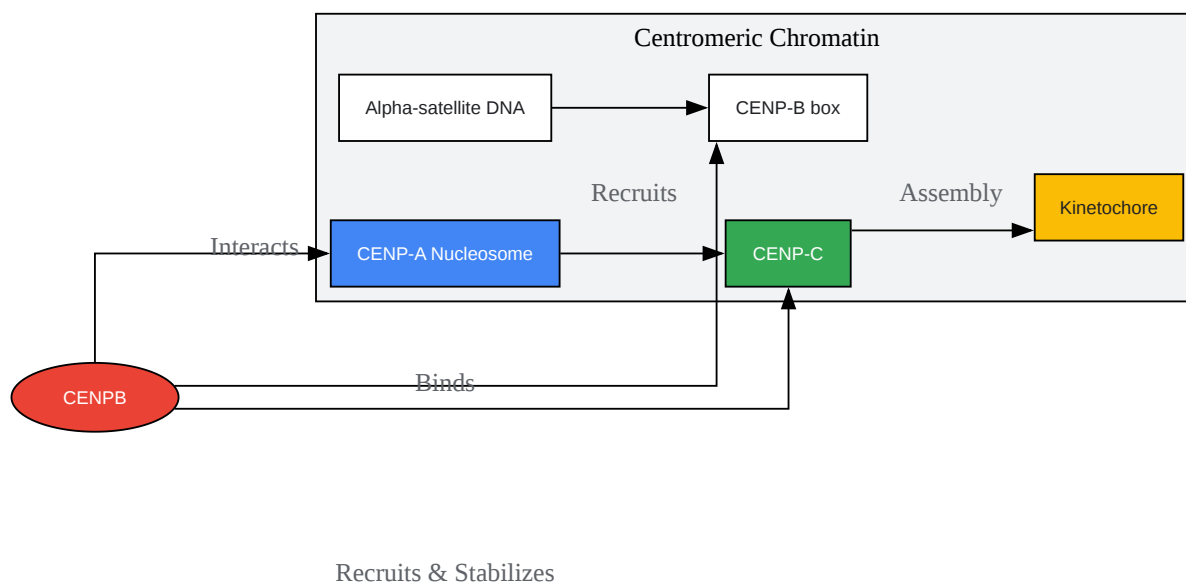 Centromeric Chromatin
Alpha-satellite DNA
CENP-B box
Recruits
Assembly
Kinetochore
Interacts
CENP-A Nucleosome
CENP-C
Binds
CENPB
Recruits & Stabilizes